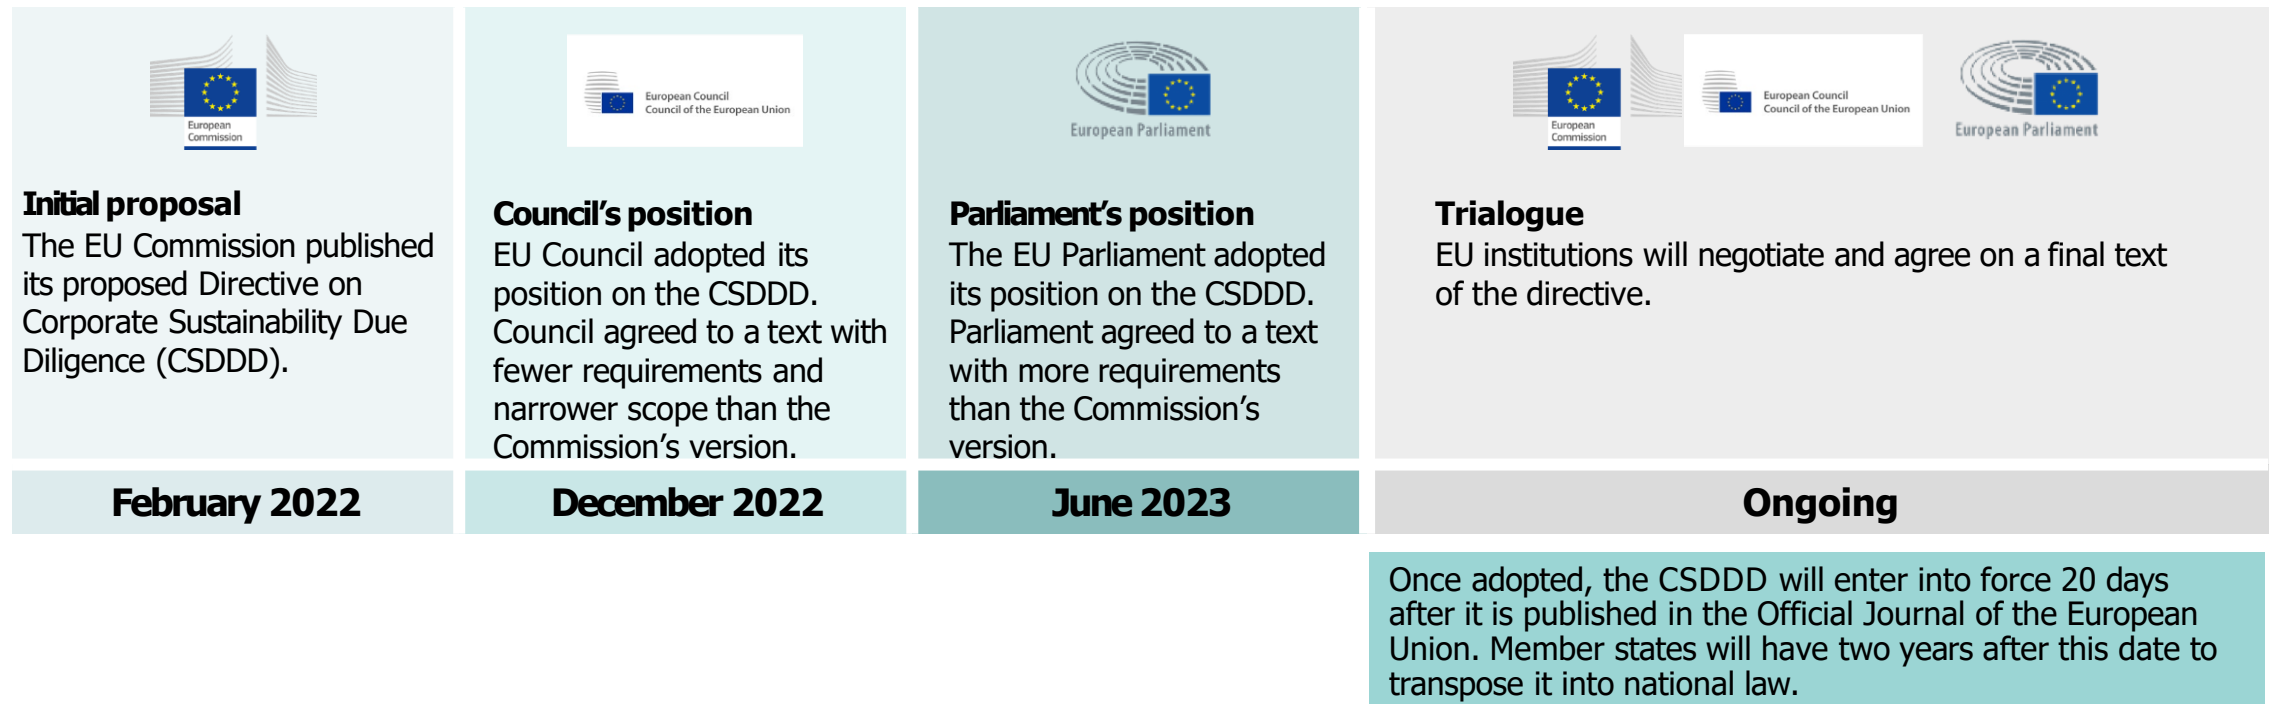 European
Commission
Initial proposal
The EU Commission published
its proposed Directive on
Corporate Sustainability Due
Diligence (CSDDD).
February 2022
European Council
Council of the European Union
Council's position
EU Council adopted its
position on the CSDDD.
Council agreed to a text with
fewer requirements and
narrower scope than the
Commission's version.
December 2022
European Parliament
Parliament's position
The EU Parliament adopted
its position on the CSDDD.
Parliament agreed to a text
with more requirements
than the Commission's
version.
June 2023
European
Commission
European Council
Council of the European Union
European Parliament
Trialogue
EU institutions will negotiate and agree on a final text
of the directive.
Ongoing
Once adopted, the CSDDD will enter into force 20 days
after it is published in the Official Journal of the European
Union. Member states will have two years after this date to
transpose it into national law.